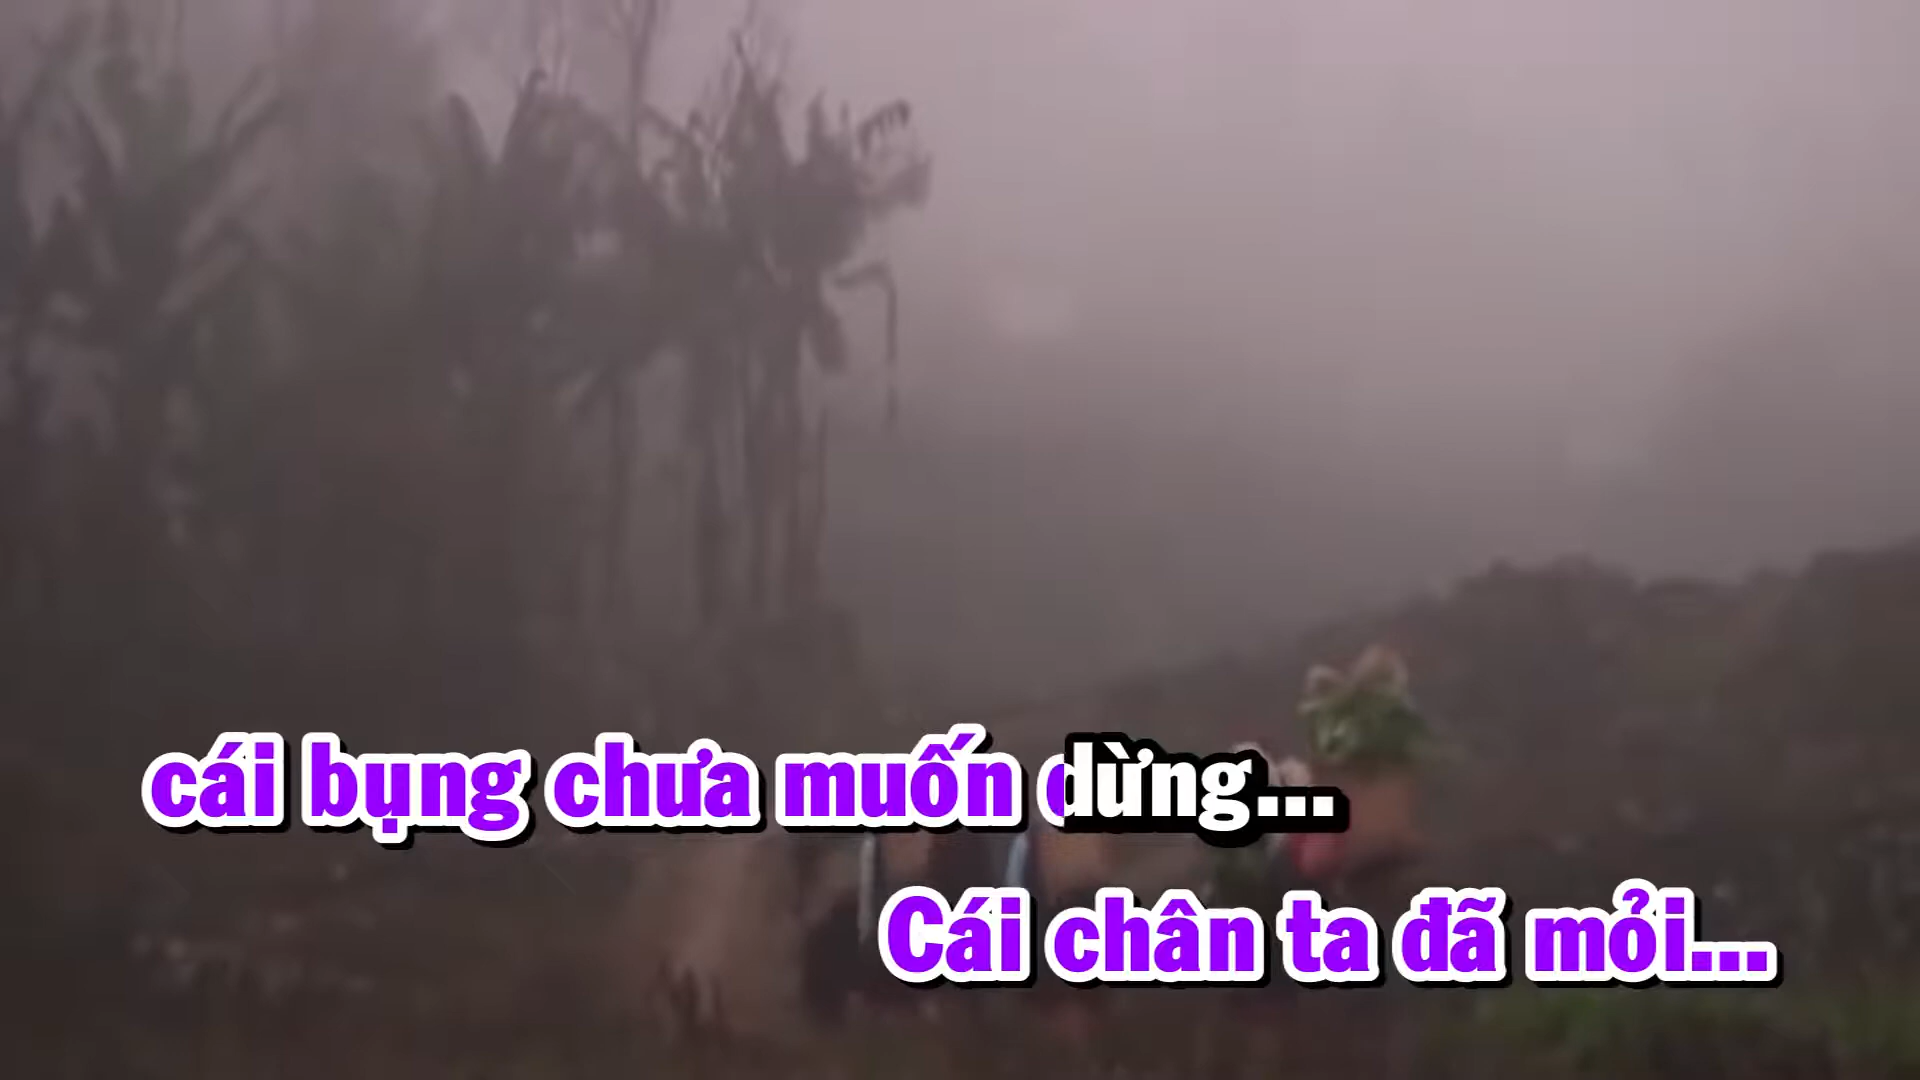 cái bụng chưa muốn dừng...
Cái chân ta đã mỏi...